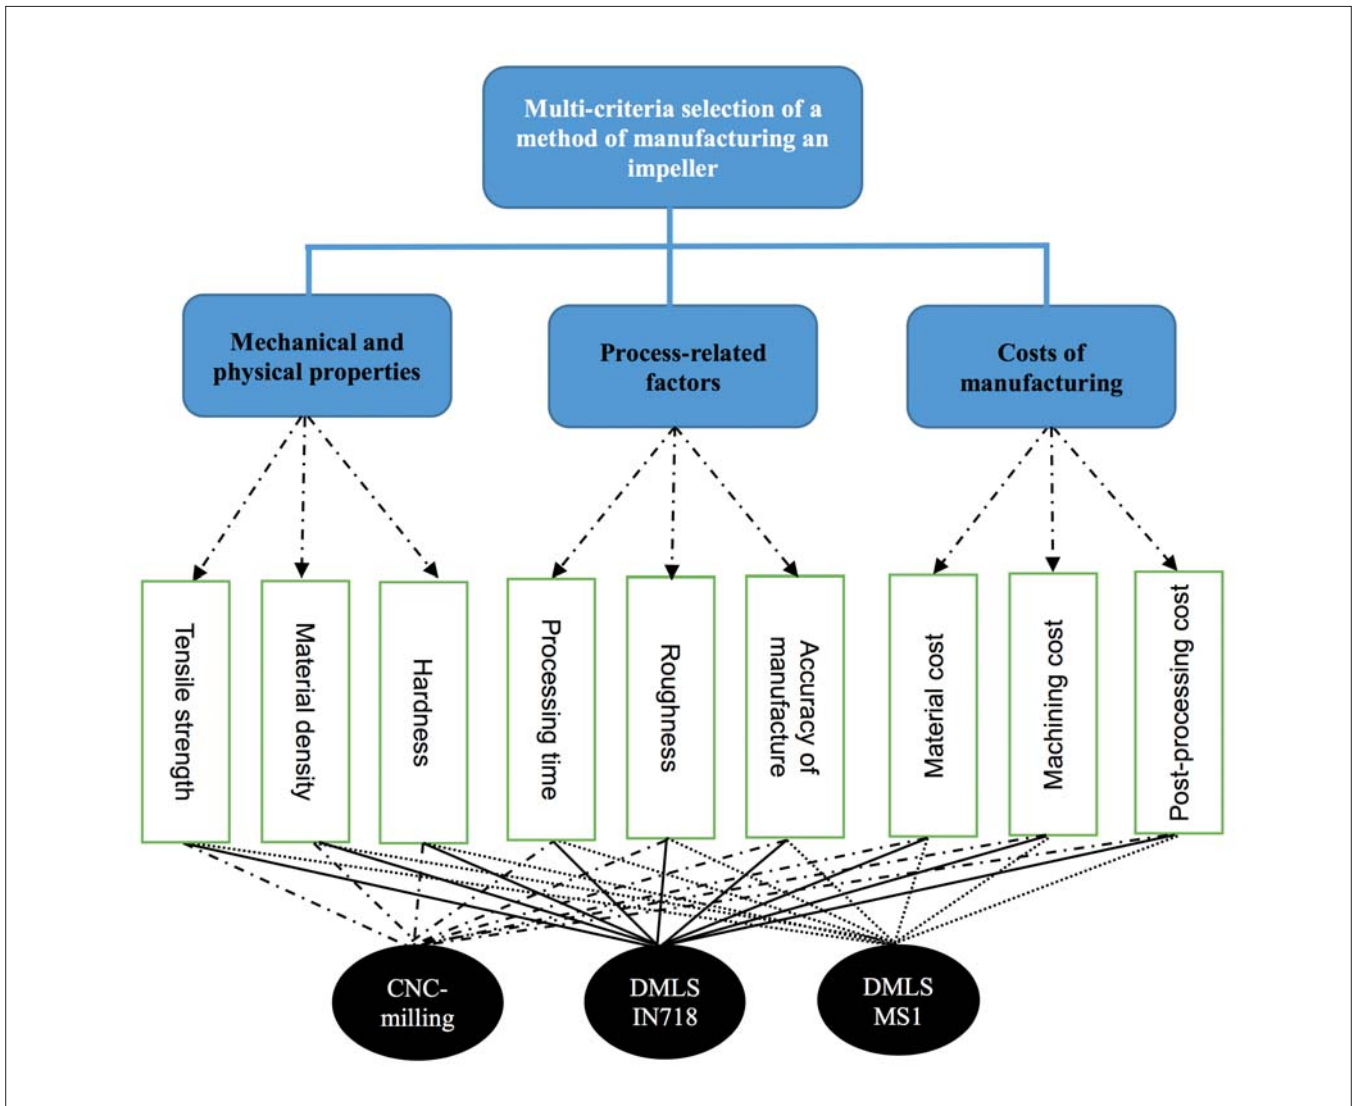 Multi-criteria selection of a
method of manufacturing an
impeller
Mechanical and
physical properties
Process-related
factors
Costs of
manufacturing
Tensile strength
Material density
Hardness
Processing time
Roughness
Accuracy of
manufacture
Material cost
Machining cost
Post-processing cost
CNC-
milling
DMLS
IN718
DMLS
MS1